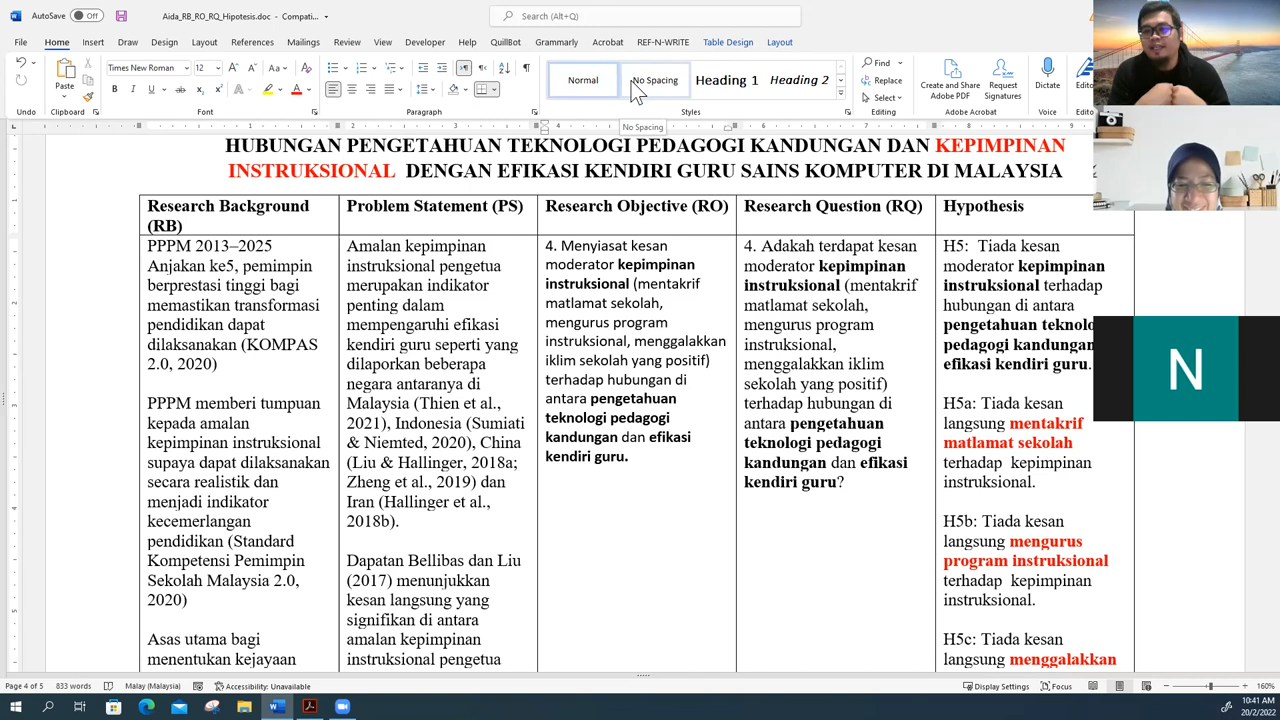 AutoSave Off Aida_RB_RO_RQ_Hipotesis.doc - Compati...
Search (Alt+Q)
File Home Insert Draw Design Layout References Mailings Review View Developer Help QuillBot Grammarly Acrobat REF-N-WRITE Table Design Layout
Paste
Times New Roman 12
Normal
No Spacing
Heading 1
Heading 2
Find
Replace
Select
Create and Share
Adobe PDF
Request
Signatures
Dictate
Editor
Undo Clipboard Font Paragraph Styles Editing Adobe Acrobat Voice
No Spacing
HUBUNGAN PENGETAHUAN TEKNOLOGI PEDAGOGI KANDUNGAN DAN KEPIMPINAN
INSTRUKSIONAL DENGAN EFIKASI KENDIRI GURU SAINS KOMPUTER DI MALAYSIA
Research Background
(RB)
Problem Statement (PS)
Research Objective (RO)
Research Question (RQ)
Hypothesis
PPPM 2013–2025
Anjakan ke5, pemimpin
berprestasi tinggi bagi
memastikan transformasi
pendidikan dapat
dilaksanakan (KOMPAS
2.0, 2020)
PPPM memberi tumpuan
kepada amalan
kepimpinan instruksional
supaya dapat dilaksanakan
secara realistik dan
menjadi indikator
kecemerlangan
pendidikan (Standard
Kompetensi Pemimpin
Sekolah Malaysia 2.0,
2020)
Asas utama bagi
menentukan kejayaan
Amalan kepimpinan
instruksional pengetua
merupakan indikator
penting dalam
mempengaruhi efikasi
kendiri guru seperti yang
dilaporkan beberapa
negara antaranya di
Malaysia (Thien et al.,
2021), Indonesia (Sumiati
& Niemted, 2020), China
(Liu & Hallinger, 2018a;
Zheng et al., 2019) dan
Iran (Hallinger et al.,
2018b).
Dapatan Bellibas dan Liu
(2017) menunjukkan
kesan langsung yang
signifikan di antara
amalan kepimpinan
instruksional pengetua
4. Menyiasat kesan
moderator kepimpinan
instruksional (mentakrif
matlamat sekolah,
mengurus program
instruksional, menggalakkan
iklim sekolah yang positif)
terhadap hubungan di
antara pengetahuan
teknologi pedagogi
kandungan dan efikasi
kendiri guru.
4. Adakah terdapat kesan
moderator kepimpinan
instruksional (mentakrif
matlamat sekolah,
mengurus program
instruksional,
menggalakkan iklim
sekolah yang positif)
terhadap hubungan di
antara pengetahuan
teknologi pedagogi
kandungan dan efikasi
kendiri guru?
H5: Tiada kesan
moderator kepimpinan
instruksional terhadap
hubungan di antara
pengetahuan teknolo
pedagogi kandungan
efikasi kendiri guru.
H5a: Tiada kesan
langsung mentakrif
matlamat sekolah
terhadap kepimpinan
instruksional.
H5b: Tiada kesan
langsung mengurus
program instruksional
terhadap kepimpinan
instruksional.
H5c: Tiada kesan
langsung menggalakkan
N
Page 4 of 5 833 words Malay (Malaysia) Accessibility: Unavailable Display Settings Focus 160%
10:41 AM
20/2/2022